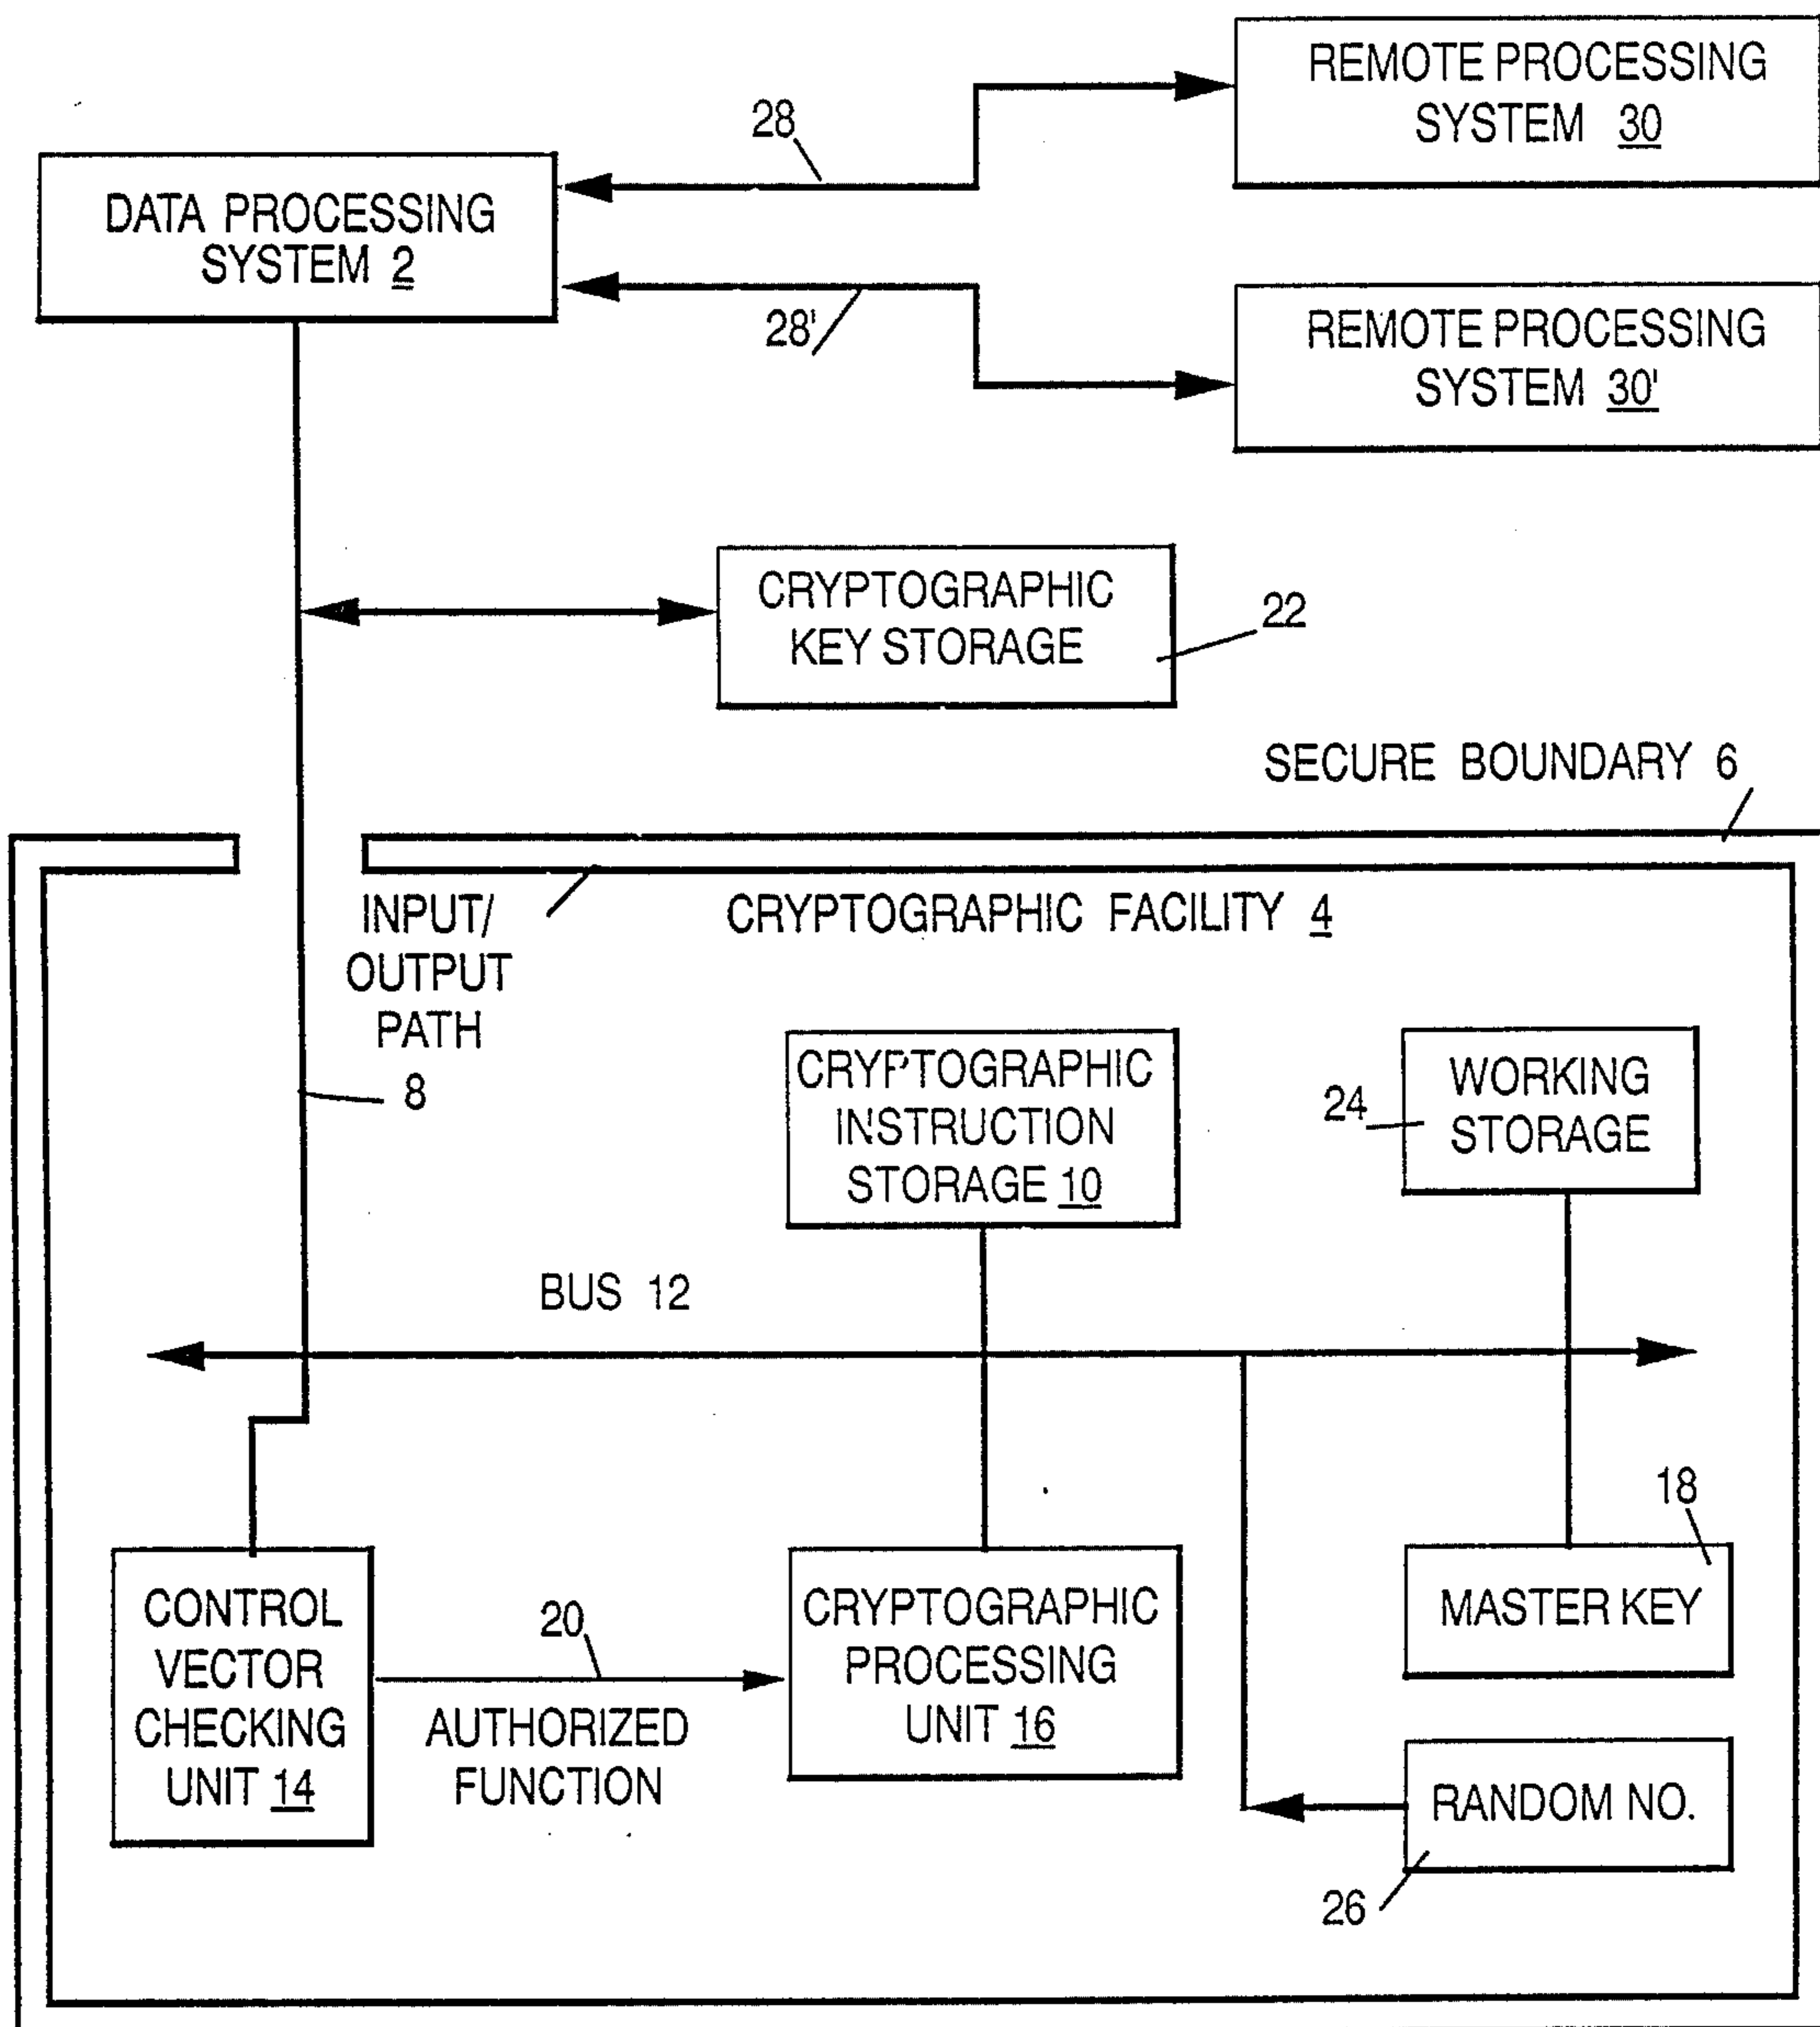 REMOTE PROCESSING
SYSTEM 30
28
DATA PROCESSING
SYSTEM 2
28'
REMOTE PROCESSING
SYSTEM 30'
CRYPTOGRAPHIC
KEY STORAGE
22
SECURE BOUNDARY 6
INPUT/
OUTPUT
PATH
8
CRYPTOGRAPHIC FACILITY 4
CRYPTOGRAPHIC
INSTRUCTION
STORAGE 10
24
WORKING
STORAGE
BUS 12
18
CONTROL
VECTOR
CHECKING
UNIT 14
20
AUTHORIZED
FUNCTION
CRYPTOGRAPHIC
PROCESSING
UNIT 16
MASTER KEY
RANDOM NO.
26